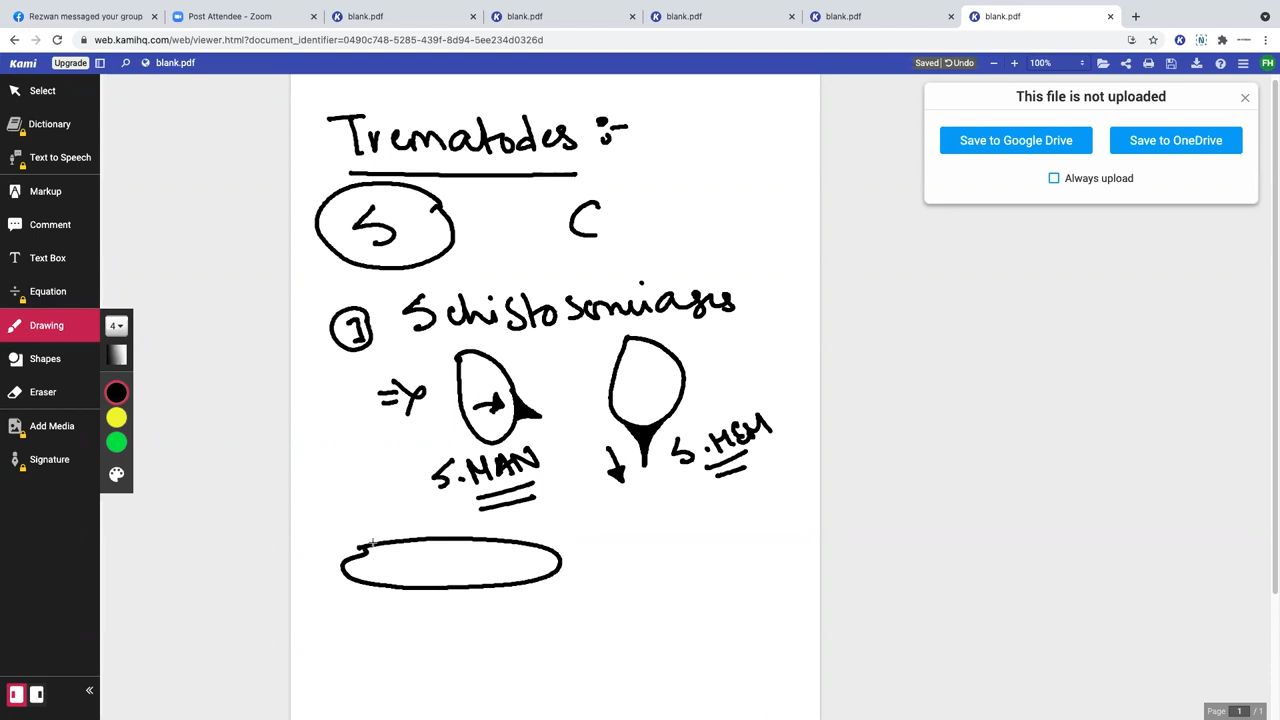 Rezwan messaged your group
Post Attendee - Zoom
blank.pdf
blank.pdf
blank.pdf
blank.pdf
blank.pdf
web.kamihq.com/web/viewer.html?document_identifier=0490c748-5285-439f-8d94-5ee234d0326d
Kami
Upgrade
blank.pdf
Saved
Undo
100%
FH
Select
Dictionary
Text to Speech
Markup
Comment
Text Box
Equation
Drawing
4
Shapes
Eraser
Add Media
Signature
This file is not uploaded
Save to Google Drive
Save to OneDrive
Always upload
Trematodes :-
S C
1 Schistosomiases
=>
S.MAN
S.HEM
Page: 1 / 1